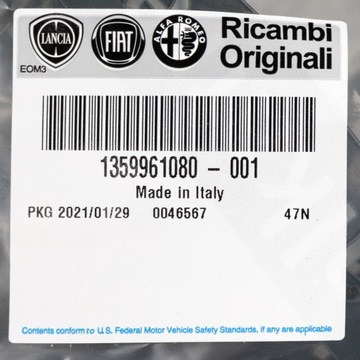 LANCIA
FIAT
ALFA ROMEO
Ricambi
Originali
EOM3
1359961080 - 001
Made in Italy
PKG 2021/01/29 0046567 47N
Contents conform to U.S. Federal Motor Vehicle Safety Standards, if any are applicable